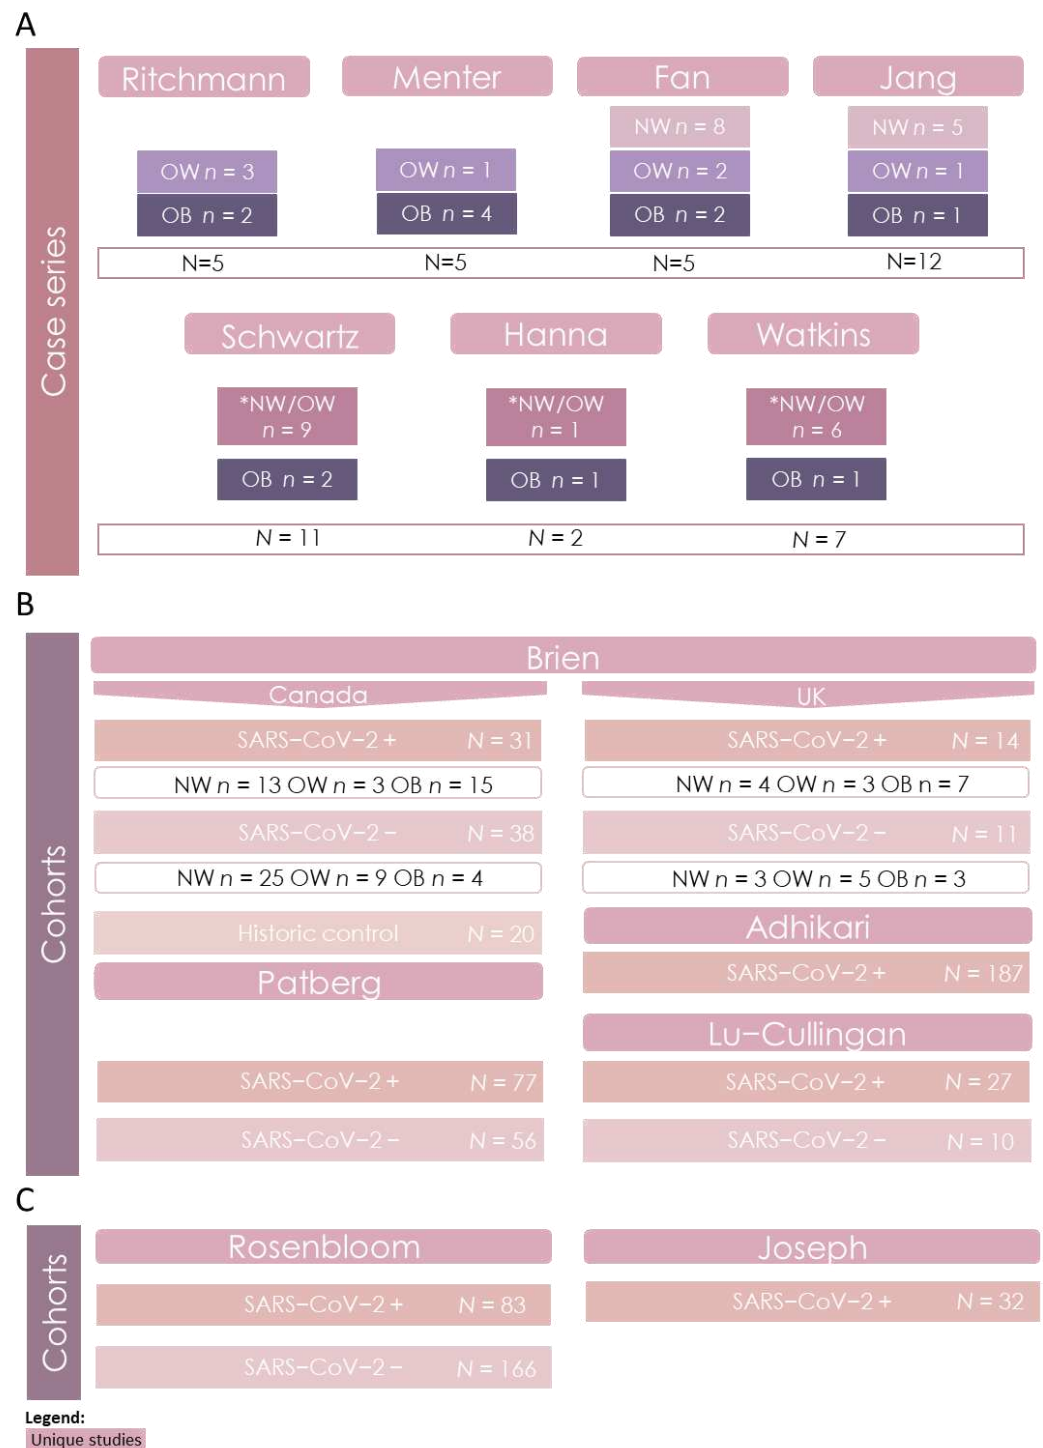 A
Case series
Ritchmann Menter Fan Jang
NW n = 8 NW n = 5
OW n = 3 OW n = 1 OW n = 2 OW n = 1
OB n = 2 OB n = 4 OB n = 2 OB n = 1
N=5 N=5 N=5 N=12
Schwartz Hanna Watkins
*NW/OW *NW/OW *NW/OW
n = 9 n = 1 n = 6
OB n = 2 OB n = 1 OB n = 1
N = 11 N = 2 N = 7
B
Cohorts
Brien
Canada UK
SARS-CoV-2 + N = 31 SARS-CoV-2 + N = 14
NW n = 13 OW n = 3 OB n = 15 NW n = 4 OW n = 3 OB n = 7
SARS-CoV-2 - N = 38 SARS-CoV-2 - N = 11
NW n = 25 OW n = 9 OB n = 4 NW n = 3 OW n = 5 OB n = 3
Historic control N = 20 Adhikari
Patberg SARS-CoV-2 + N = 187
Lu-Cullingan
SARS-CoV-2 + N = 77 SARS-CoV-2 + N = 27
SARS-CoV-2 - N = 56 SARS-CoV-2 - N = 10
C
Cohorts
Rosenbloom Joseph
SARS-CoV-2 + N = 83 SARS-CoV-2 + N = 32
SARS-CoV-2 - N = 166
Legend:
Unique studies